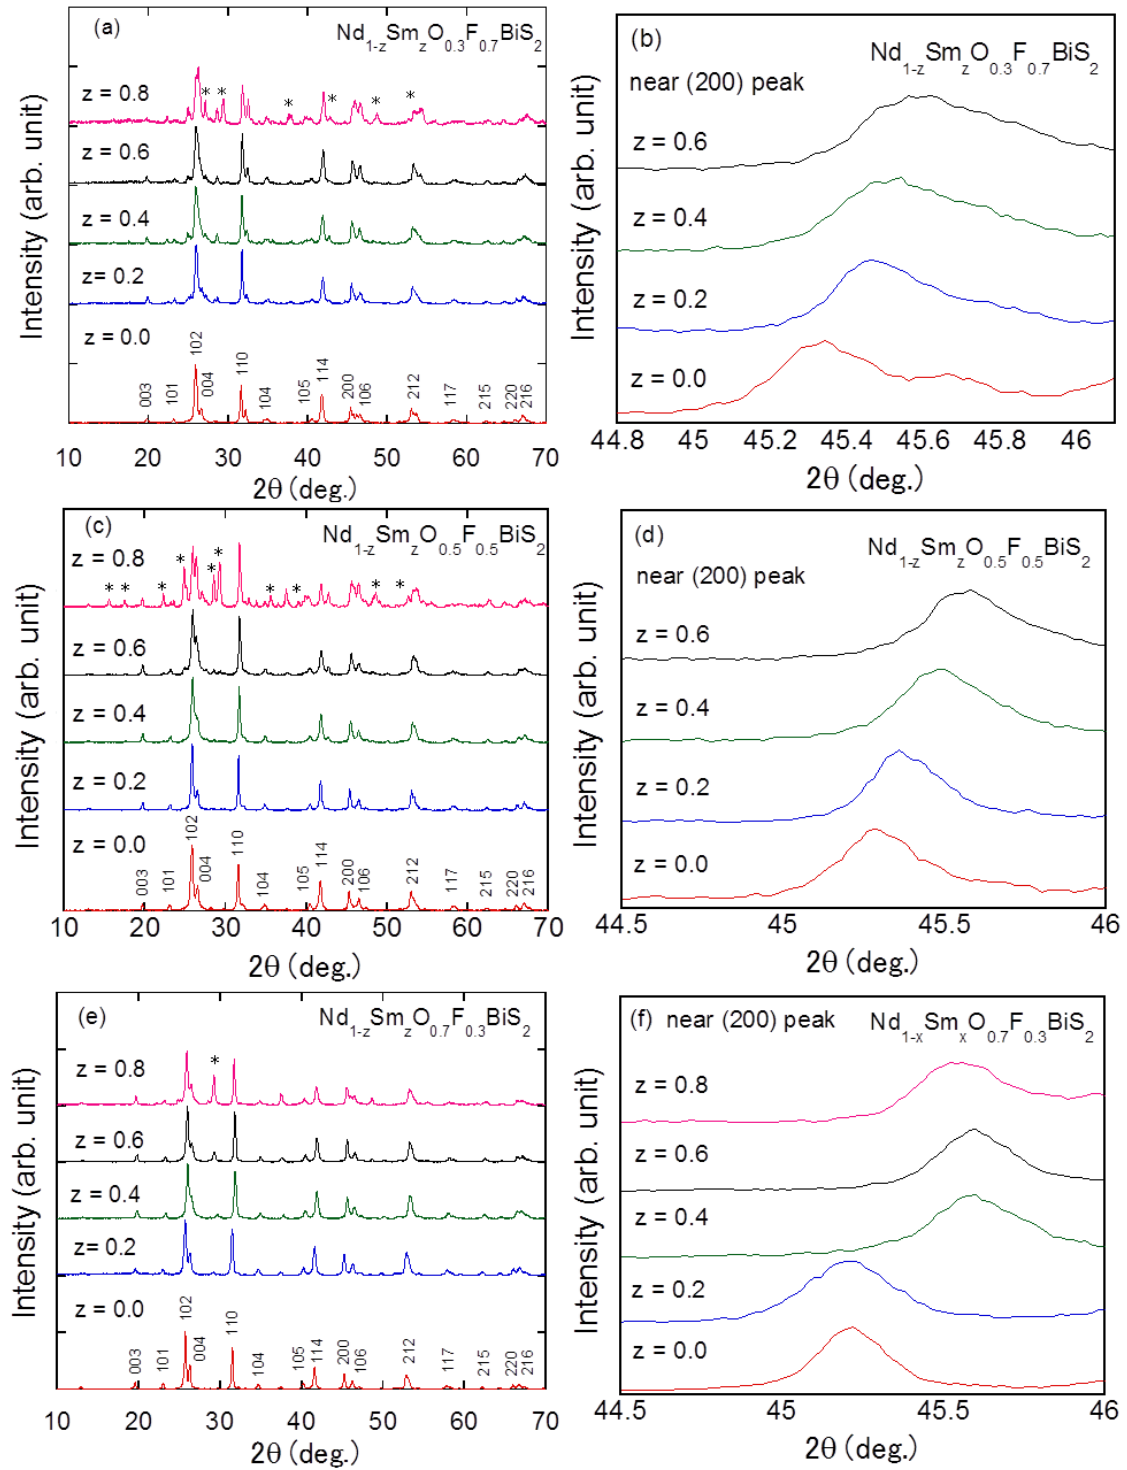 (a)
Nd1-zSmzO0.3F0.7BiS2
z = 0.8
* * * * * *
z = 0.6
z = 0.4
z= 0.2
z = 0.0
003 101 102 004 110 104 105 114 200 106 212 117 215 220 216
10 20 30 40 50 60 70
2θ (deg.)
Intensity (arb. unit)
(b)
Nd1-zSmzO0.3F0.7BiS2
near (200) peak
z = 0.6
z = 0.4
z = 0.2
z = 0.0
44.8 45 45.2 45.4 45.6 45.8 46
2θ (deg.)
Intensity (arb. unit)
(c)
Nd1-zSmzO0.5F0.5BiS2
z = 0.8
* * * * * * * * * *
z = 0.6
z = 0.4
z = 0.2
z = 0.0
003 101 102 004 110 104 105 114 200 106 212 117 215 220 216
10 20 30 40 50 60 70
2θ (deg.)
Intensity (arb. unit)
(d)
Nd1-zSmzO0.5F0.5BiS2
near (200) peak
z = 0.6
z = 0.4
z = 0.2
z = 0.0
44.5 45 45.5 46
2θ (deg.)
Intensity (arb. unit)
(e)
Nd1-zSmzO0.7F0.3BiS2
z = 0.8
*
z = 0.6
z = 0.4
z= 0.2
z = 0.0
003 101 102 004 110 104 105 114 200 106 212 117 215 220 216
10 20 30 40 50 60 70
2θ (deg.)
Intensity (arb. unit)
(f) near (200) peak
Nd1-xSmxO0.7F0.3BiS2
z = 0.8
z = 0.6
z = 0.4
z = 0.2
z = 0.0
44.5 45 45.5 46
2θ (deg.)
Intensity (arb. unit)